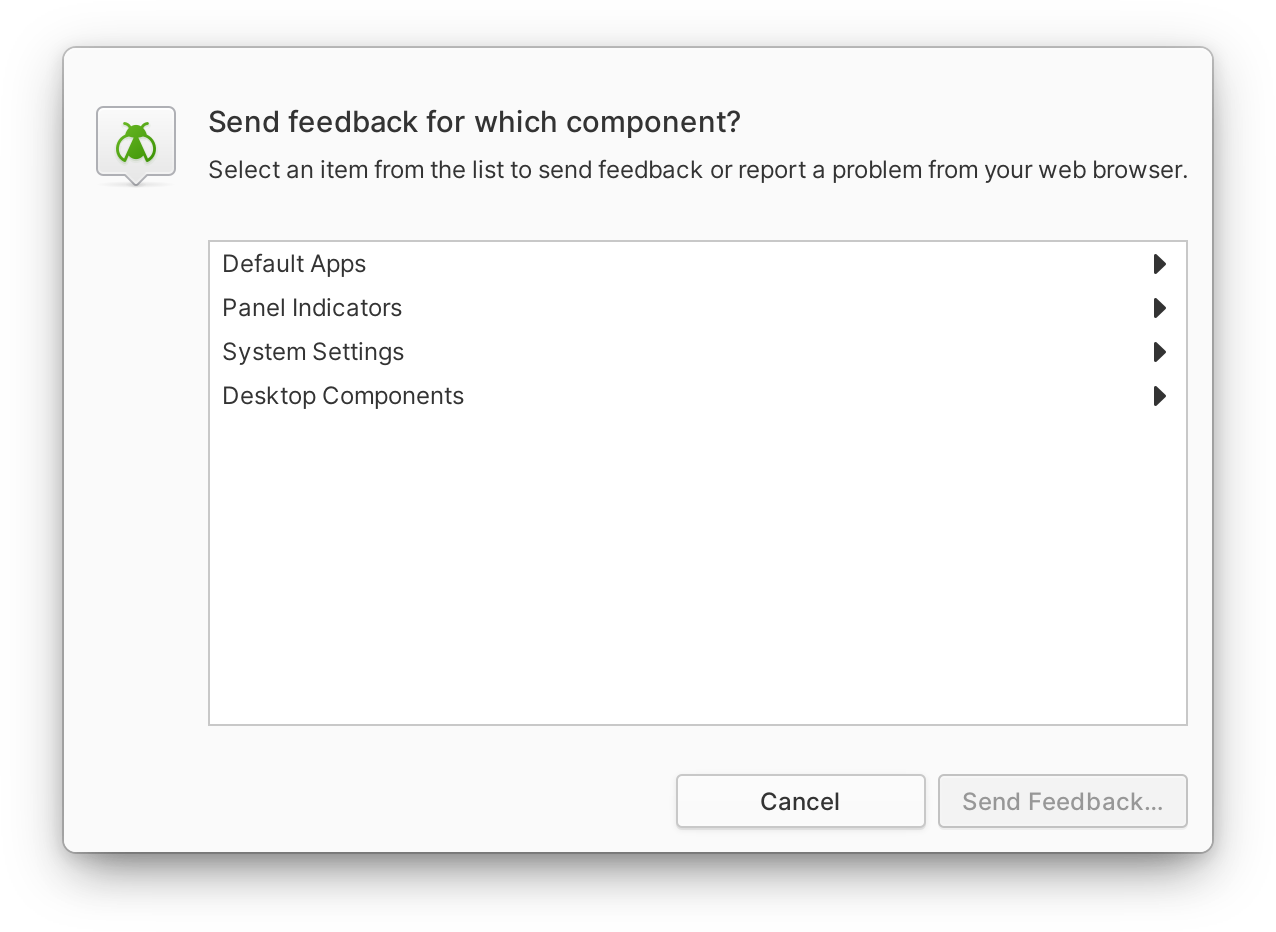 Send feedback for which component?
Select an item from the list to send feedback or report a problem from your web browser.
Default Apps
Panel Indicators
System Settings
Desktop Components
Cancel
Send Feedback…